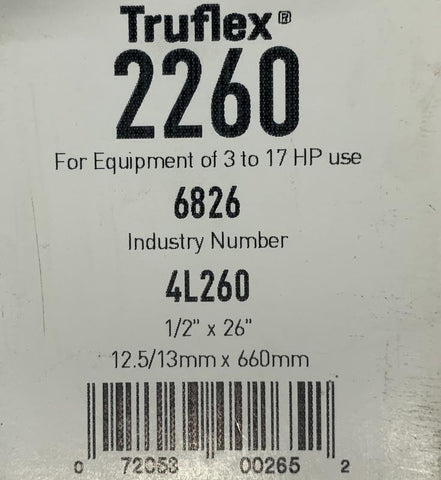 Truflex®
2260
For Equipment of 3 to 17 HP use
6826
Industry Number
4L260
1/2" x 26"
12.5/13mm x 660mm
0 72053 00265 2